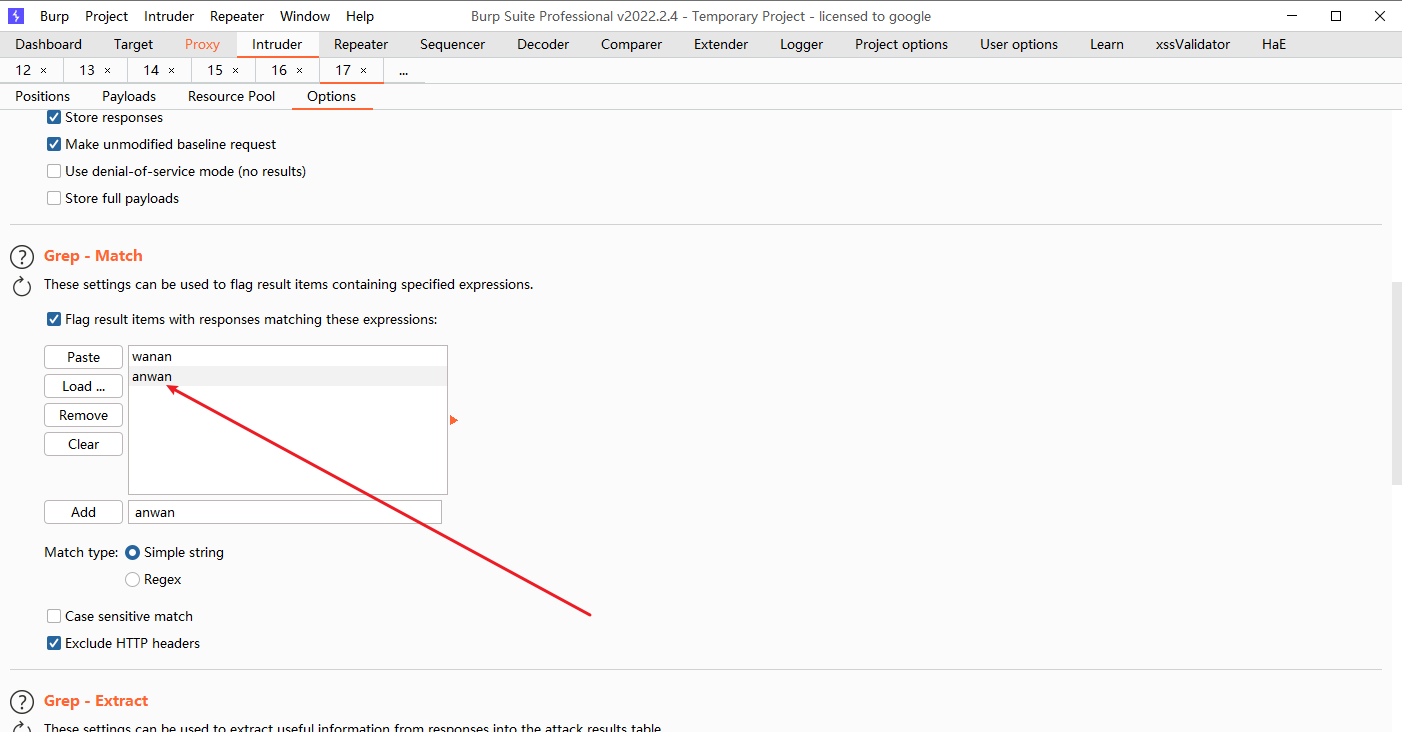 Burp Project Intruder Repeater Window Help Burp Suite Professional v2022.2.4 - Temporary Project - licensed to google
Dashboard Target Proxy Intruder Repeater Sequencer Decoder Comparer Extender Logger Project options User options Learn xssValidator HaE
12 × 13 × 14 × 15 × 16 × 17 × ...
Positions Payloads Resource Pool Options
Store responses
Make unmodified baseline request
Use denial-of-service mode (no results)
Store full payloads
? Grep - Match
These settings can be used to flag result items containing specified expressions.
Flag result items with responses matching these expressions:
Paste wanan
anwan
Load ...
Remove
Clear
Add anwan
Match type: Simple string
Regex
Case sensitive match
Exclude HTTP headers
? Grep - Extract
These settings can be used to extract useful information from responses into the attack results table